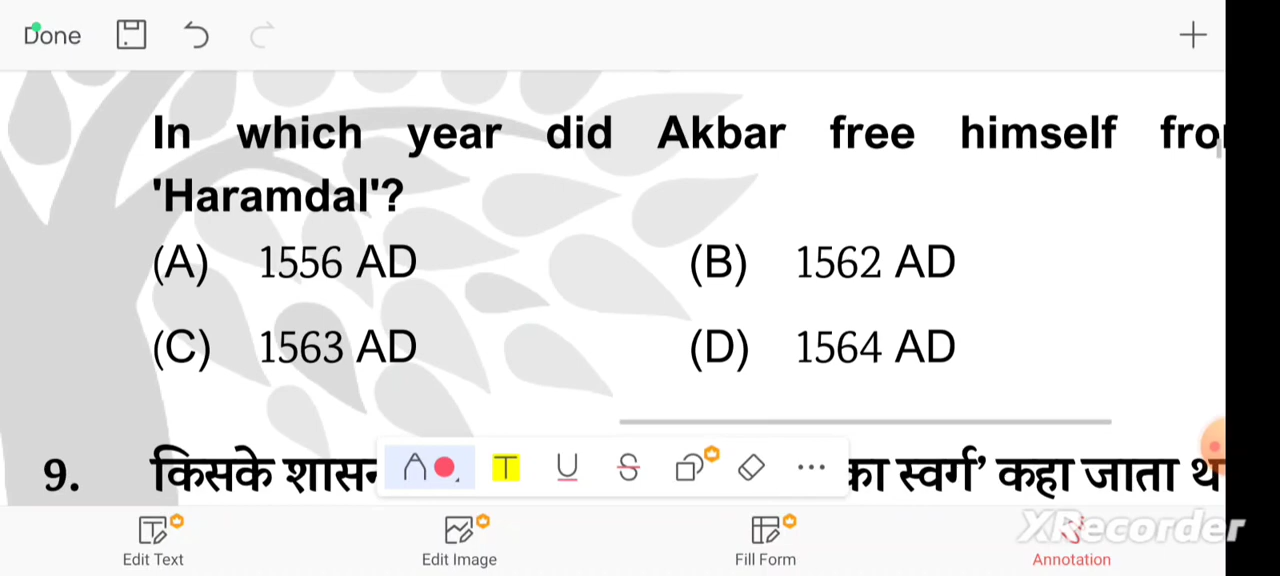 Done
In which year did Akbar free himself
'Haramdal'?
(A) 1556 AD (B) 1562 AD
(C) 1563 AD (D) 1564 AD
9. किसके का स्वर्ग’ कहा जाता
Edit Text Edit Image Fill Form Annotation
XRecorder